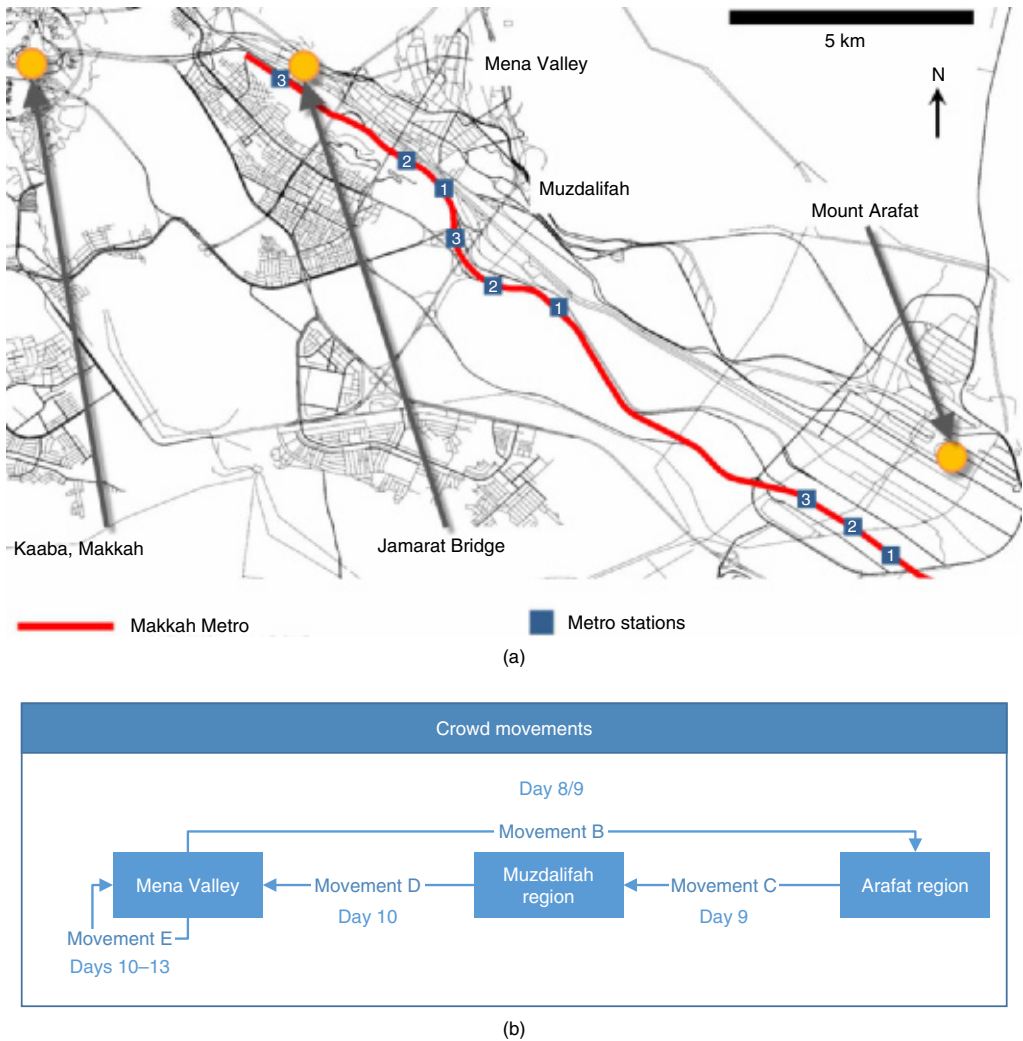 5 km
Mena Valley
N
3
2
Muzdalifah
1
Mount Arafat
3
2
1
3
2
1
Kaaba, Makkah
Jamarat Bridge
Makkah Metro
Metro stations
(a)
Crowd movements
Day 8/9
Movement B
Mena Valley
Movement D
Muzdalifah
region
Movement C
Arafat region
Day 10
Day 9
Movement E
Days 10–13
(b)